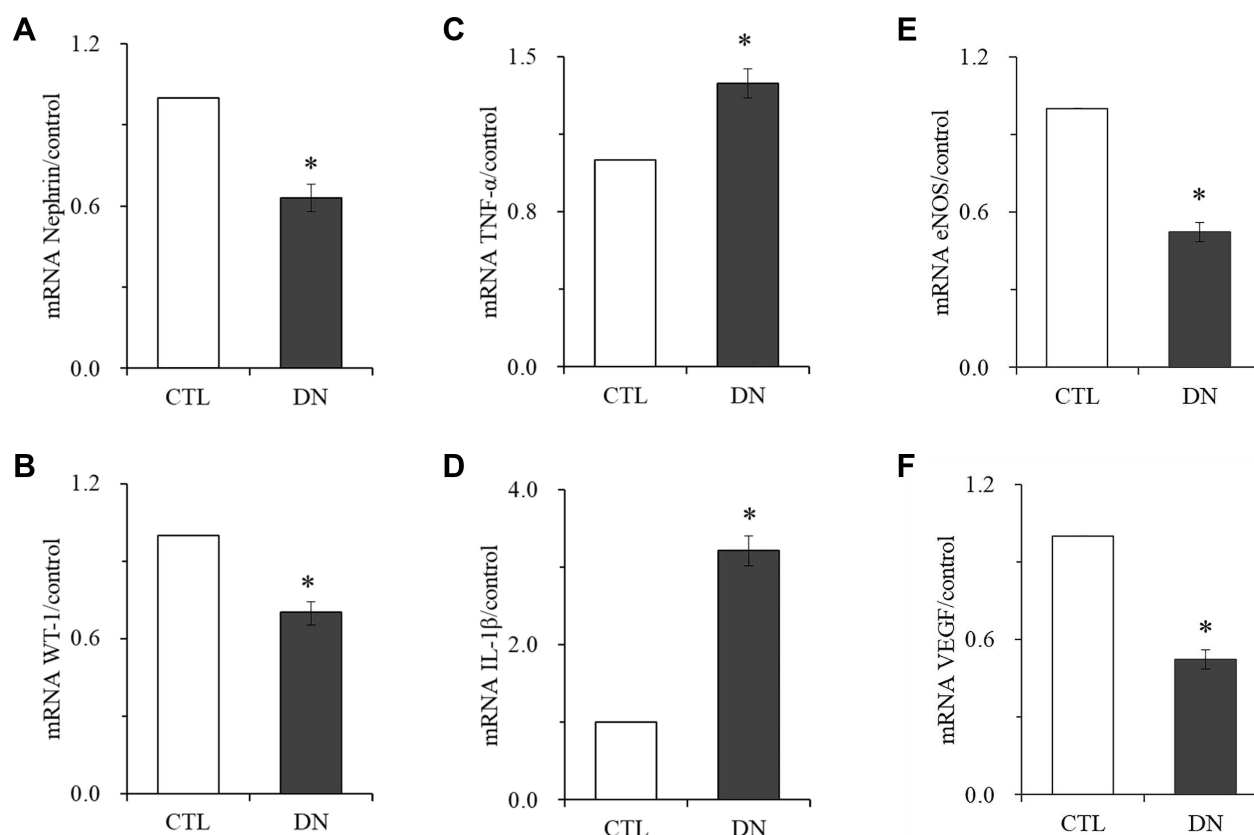 A
mRNA Nephrin/control
1.2
0.6
0.0
*
CTL
DN
C
mRNA TNF-α/control
1.5
0.8
0.0
*
CTL
DN
E
mRNA eNOS/control
1.2
0.6
0.0
*
CTL
DN
B
mRNA WT-1/control
1.2
0.6
0.0
*
CTL
DN
D
mRNA IL-1β/control
4.0
2.0
0.0
*
CTL
DN
F
mRNA VEGF/control
1.2
0.6
0.0
*
CTL
DN